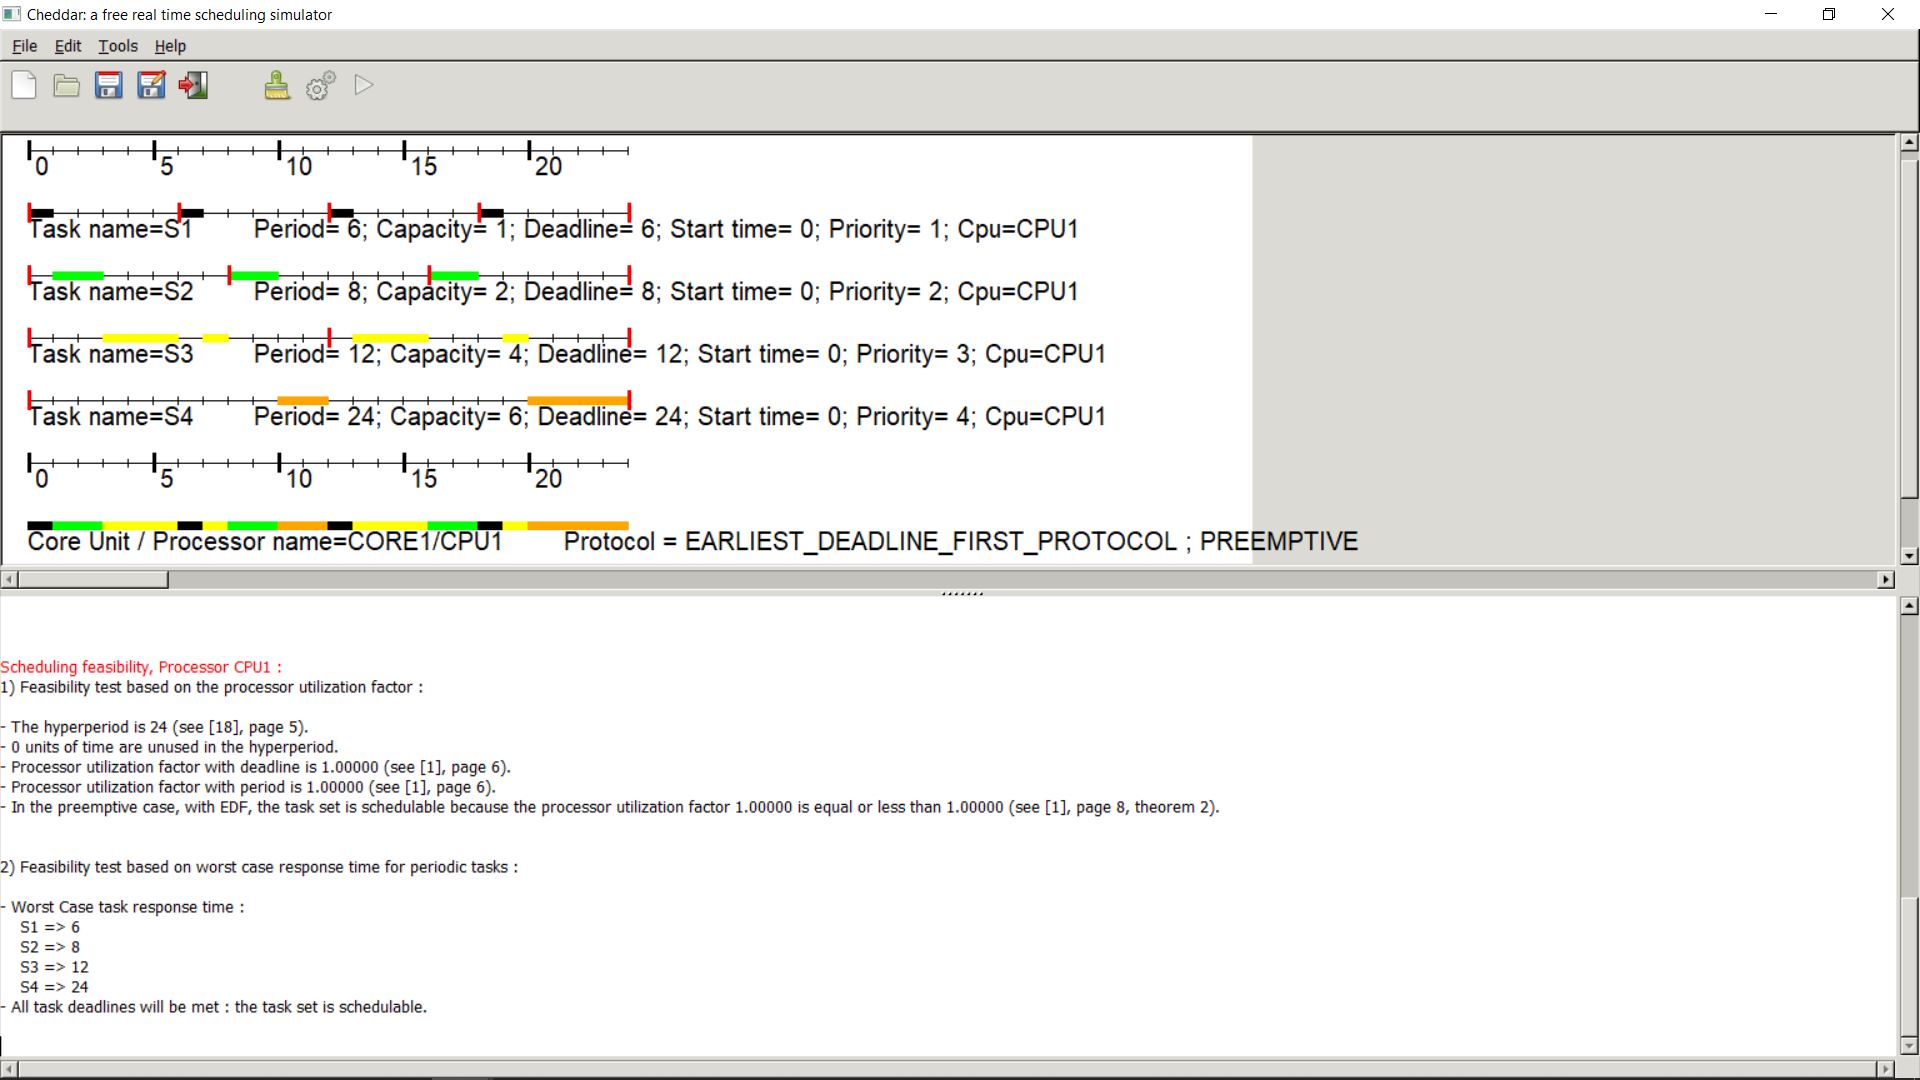 Cheddar: a free real time scheduling simulator
File Edit Tools Help
0 5 10 15 20
Task name=S1 Period= 6; Capacity= 1; Deadline= 6; Start time= 0; Priority= 1; Cpu=CPU1
Task name=S2 Period= 8; Capacity= 2; Deadline= 8; Start time= 0; Priority= 2; Cpu=CPU1
Task name=S3 Period= 12; Capacity= 4; Deadline= 12; Start time= 0; Priority= 3; Cpu=CPU1
Task name=S4 Period= 24; Capacity= 6; Deadline= 24; Start time= 0; Priority= 4; Cpu=CPU1
0 5 10 15 20
Core Unit / Processor name=CORE1/CPU1 Protocol = EARLIEST_DEADLINE_FIRST_PROTOCOL ; PREEMPTIVE
Scheduling feasibility, Processor CPU1 :
1) Feasibility test based on the processor utilization factor :
- The hyperperiod is 24 (see [18], page 5).
- 0 units of time are unused in the hyperperiod.
- Processor utilization factor with deadline is 1.00000 (see [1], page 6).
- Processor utilization factor with period is 1.00000 (see [1], page 6).
- In the preemptive case, with EDF, the task set is schedulable because the processor utilization factor 1.00000 is equal or less than 1.00000 (see [1], page 8, theorem 2).
2) Feasibility test based on worst case response time for periodic tasks :
- Worst Case task response time :
S1 => 6
S2 => 8
S3 => 12
S4 => 24
- All task deadlines will be met : the task set is schedulable.